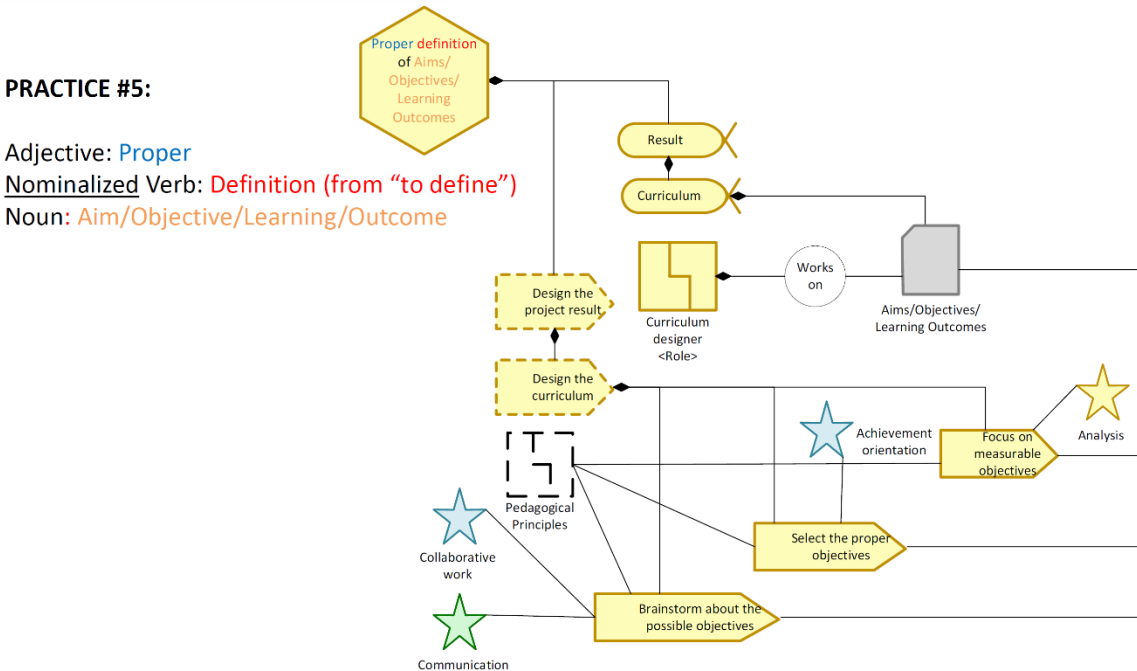 PRACTICE #5:
Adjective: Proper
Nominalized Verb: Definition (from “to define”)
Noun: Aim/Objective/Learning/Outcome
Proper definition
of Aims/
Objectives/
Learning
Outcomes
Result
Curriculum
Works
on
Curriculum
designer
<Role>
Aims/Objectives/
Learning Outcomes
Design the
project result
Design the
curriculum
Achievement
orientation
Focus on
measurable
objectives
Analysis
Pedagogical
Principles
Select the proper
objectives
Collaborative
work
Brainstorm about the
possible objectives
Communication